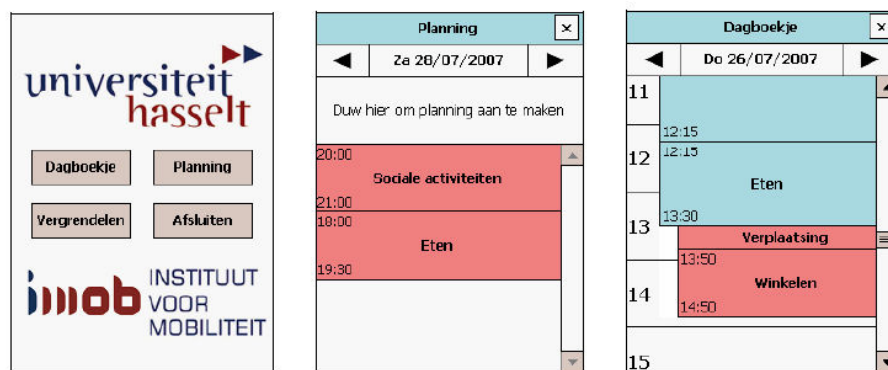 universiteit
hasselt
Dagboekje
Planning
Vergrendelen
Afsluiten
imob
INSTITUUT
VOOR
MOBILITEIT
Planning
Za 28/07/2007
Duw hier om planning aan te maken
20:00
Sociale activiteiten
21:00
18:00
Eten
19:30
Dagboekje
Do 26/07/2007
11
12:15
12
12:15
Eten
13:30
13
Verplaatsing
13:50
Winkelen
14
14:50
15